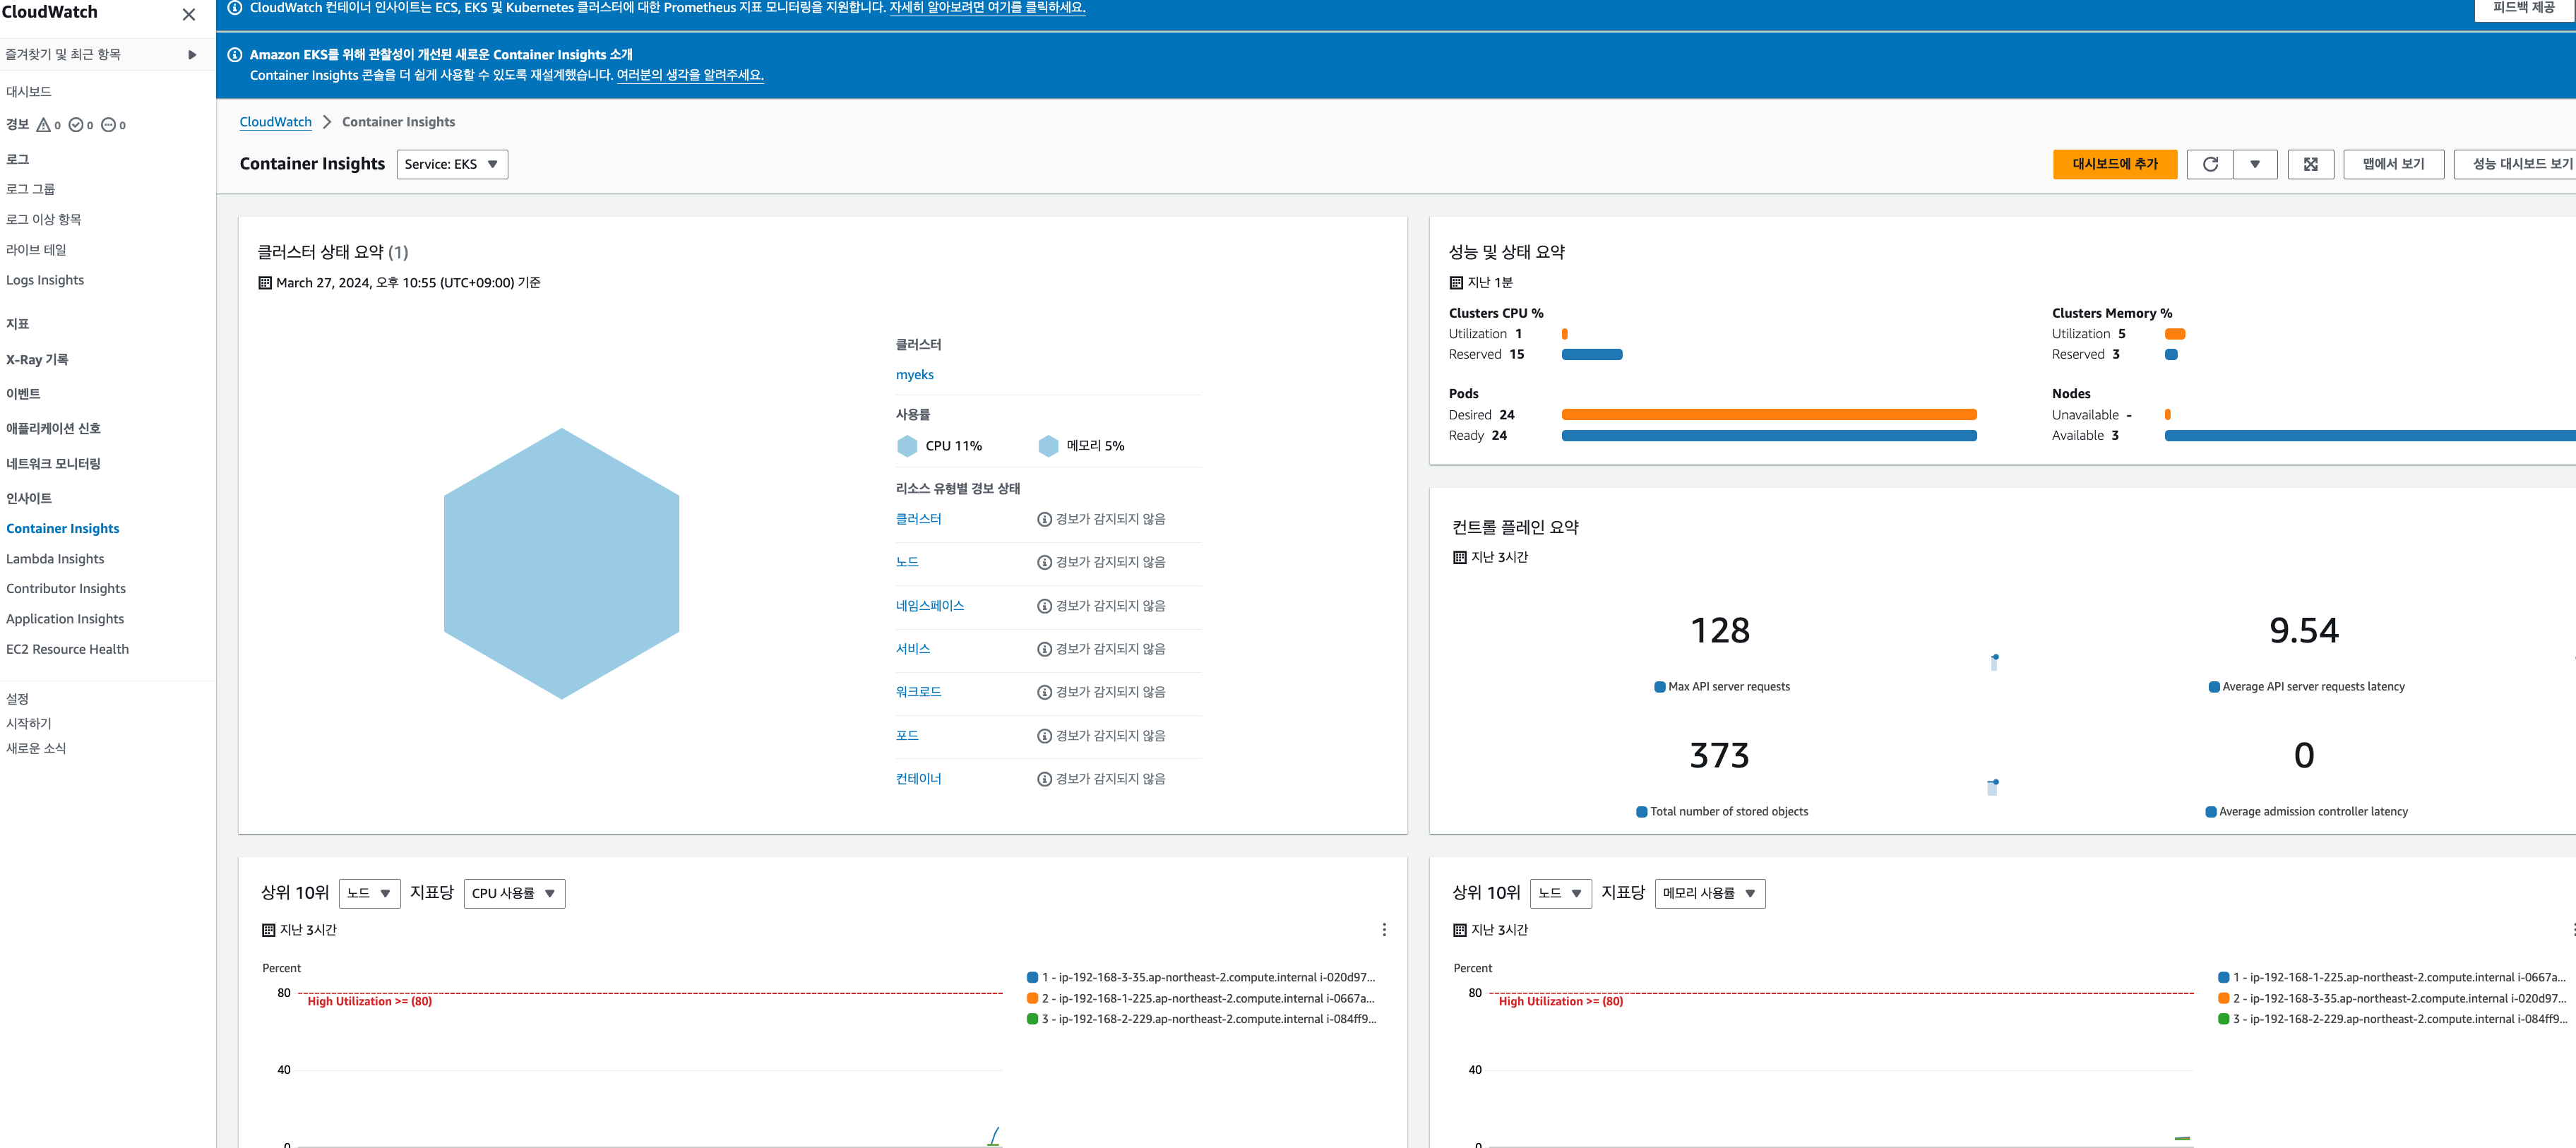 CloudWatch
즐겨찾기 및 최근 항목
대시보드
경보 0 0 0
로그
로그 그룹
로그 이상 항목
라이브 테일
Logs Insights
지표
X-Ray 기록
이벤트
애플리케이션 신호
네트워크 모니터링
인사이트
Container Insights
Lambda Insights
Contributor Insights
Application Insights
EC2 Resource Health
설정
시작하기
새로운 소식
CloudWatch 컨테이너 인사이트는 ECS, EKS 및 Kubernetes 클러스터에 대한 Prometheus 지표 모니터링을 지원합니다. 자세히 알아보려면 여기를 클릭하세요.
피드백 제공
Amazon EKS를 위해 관찰성이 개선된 새로운 Container Insights 소개
Container Insights 콘솔을 더 쉽게 사용할 수 있도록 재설계했습니다. 여러분의 생각을 알려주세요.
CloudWatch Container Insights
Container Insights Service: EKS
대시보드에 추가 맵에서 보기 성능 대시보드 보기
클러스터 상태 요약 (1)
March 27, 2024, 오후 10:55 (UTC+09:00) 기준
클러스터
myeks
사용률
CPU 11% 메모리 5%
리소스 유형별 경보 상태
클러스터 경보가 감지되지 않음
노드 경보가 감지되지 않음
네임스페이스 경보가 감지되지 않음
서비스 경보가 감지되지 않음
워크로드 경보가 감지되지 않음
포드 경보가 감지되지 않음
컨테이너 경보가 감지되지 않음
성능 및 상태 요약
지난 1분
Clusters CPU %
Utilization 1
Reserved 15
Clusters Memory %
Utilization 5
Reserved 3
Pods
Desired 24
Ready 24
Nodes
Unavailable -
Available 3
컨트롤 플레인 요약
지난 3시간
128
Max API server requests
9.54
Average API server requests latency
373
Total number of stored objects
0
Average admission controller latency
상위 10위 노드 지표당 CPU 사용률
지난 3시간
Percent
80
High Utilization >= (80)
40
0
1 - ip-192-168-3-35.ap-northeast-2.compute.internal i-020d97...
2 - ip-192-168-1-225.ap-northeast-2.compute.internal i-0667a...
3 - ip-192-168-2-229.ap-northeast-2.compute.internal i-084ff9...
상위 10위 노드 지표당 메모리 사용률
지난 3시간
Percent
80
High Utilization >= (80)
40
0
1 - ip-192-168-1-225.ap-northeast-2.compute.internal i-0667a...
2 - ip-192-168-3-35.ap-northeast-2.compute.internal i-020d97...
3 - ip-192-168-2-229.ap-northeast-2.compute.internal i-084ff9...